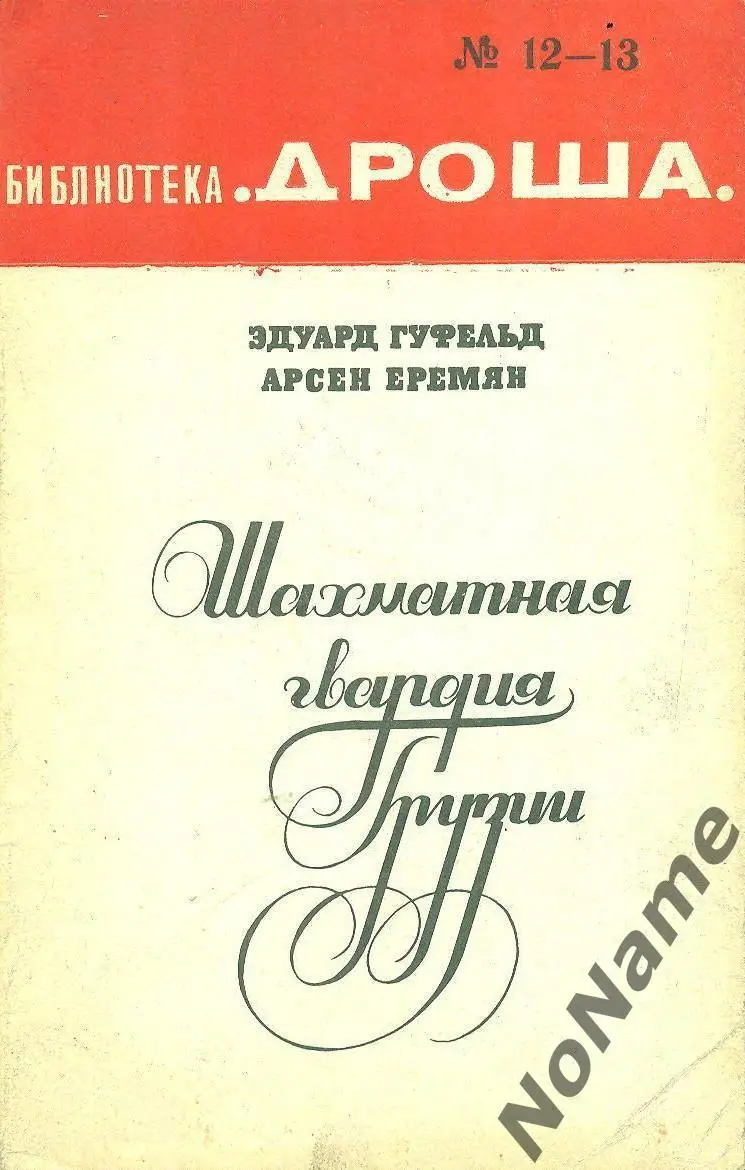 № 12—13
БИБЛИОТЕКА „ДРОША“
ЭДУАРД ГУФЕЛЬД
АРСЕН ЕРЕМЯН
Шахматная
гвардия
Грузии
NoName